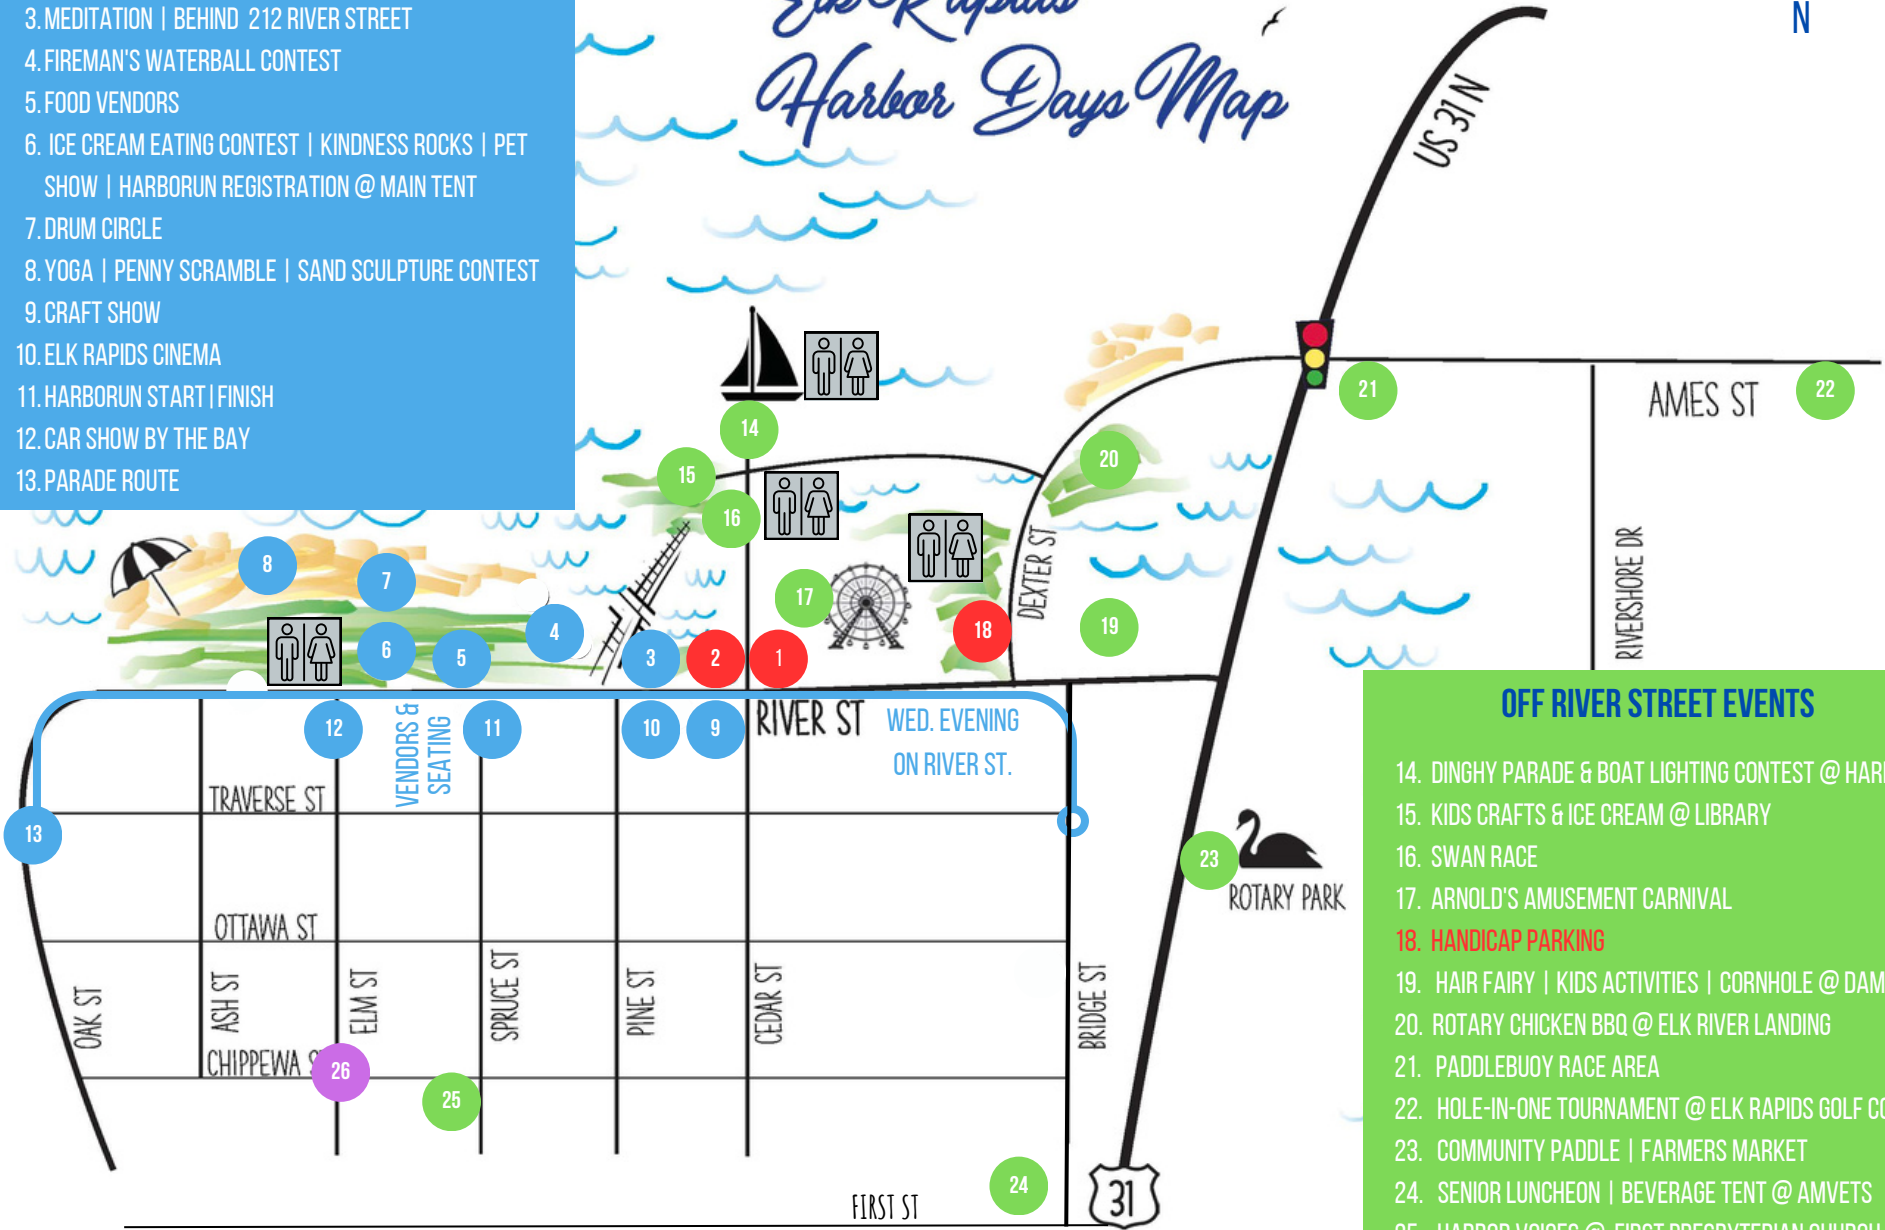 3. MEDITATION | BEHIND 212 RIVER STREET
4. FIREMAN'S WATERBALL CONTEST
5. FOOD VENDORS
6. ICE CREAM EATING CONTEST | KINDNESS ROCKS | PET
SHOW | HARBORUN REGISTRATION @ MAIN TENT
7. DRUM CIRCLE
8. YOGA | PENNY SCRAMBLE | SAND SCULPTURE CONTEST
9. CRAFT SHOW
10. ELK RAPIDS CINEMA
11. HARBORUN START|FINISH
12. CAR SHOW BY THE BAY
13. PARADE ROUTE
Elk Rapids
Harbor Days Map
N
US 31 N
21
22
AMES ST
14
15
20
16
DEXTER ST
RIVERSHORE DR
8
7
17
4
18
19
6
5
3
2
1
12
VENDORS &
SEATING
11
10
9
RIVER ST
WED. EVENING
ON RIVER ST.
TRAVERSE ST
13
23
ROTARY PARK
OTTAWA ST
OAK ST
ASH ST
ELM ST
SPRUCE ST
PINE ST
CEDAR ST
BRIDGE ST
CHIPPEWA S
26
25
24
31
FIRST ST
OFF RIVER STREET EVENTS
14. DINGHY PARADE & BOAT LIGHTING CONTEST @ HAR
15. KIDS CRAFTS & ICE CREAM @ LIBRARY
16. SWAN RACE
17. ARNOLD'S AMUSEMENT CARNIVAL
18. HANDICAP PARKING
19. HAIR FAIRY | KIDS ACTIVITIES | CORNHOLE @ DAM
20. ROTARY CHICKEN BBQ @ ELK RIVER LANDING
21. PADDLEBUOY RACE AREA
22. HOLE-IN-ONE TOURNAMENT @ ELK RAPIDS GOLF CO
23. COMMUNITY PADDLE | FARMERS MARKET
24. SENIOR LUNCHEON | BEVERAGE TENT @ AMVETS
25. HARBOR VOICES @ FIRST PRESBYTERIAN CHURCH